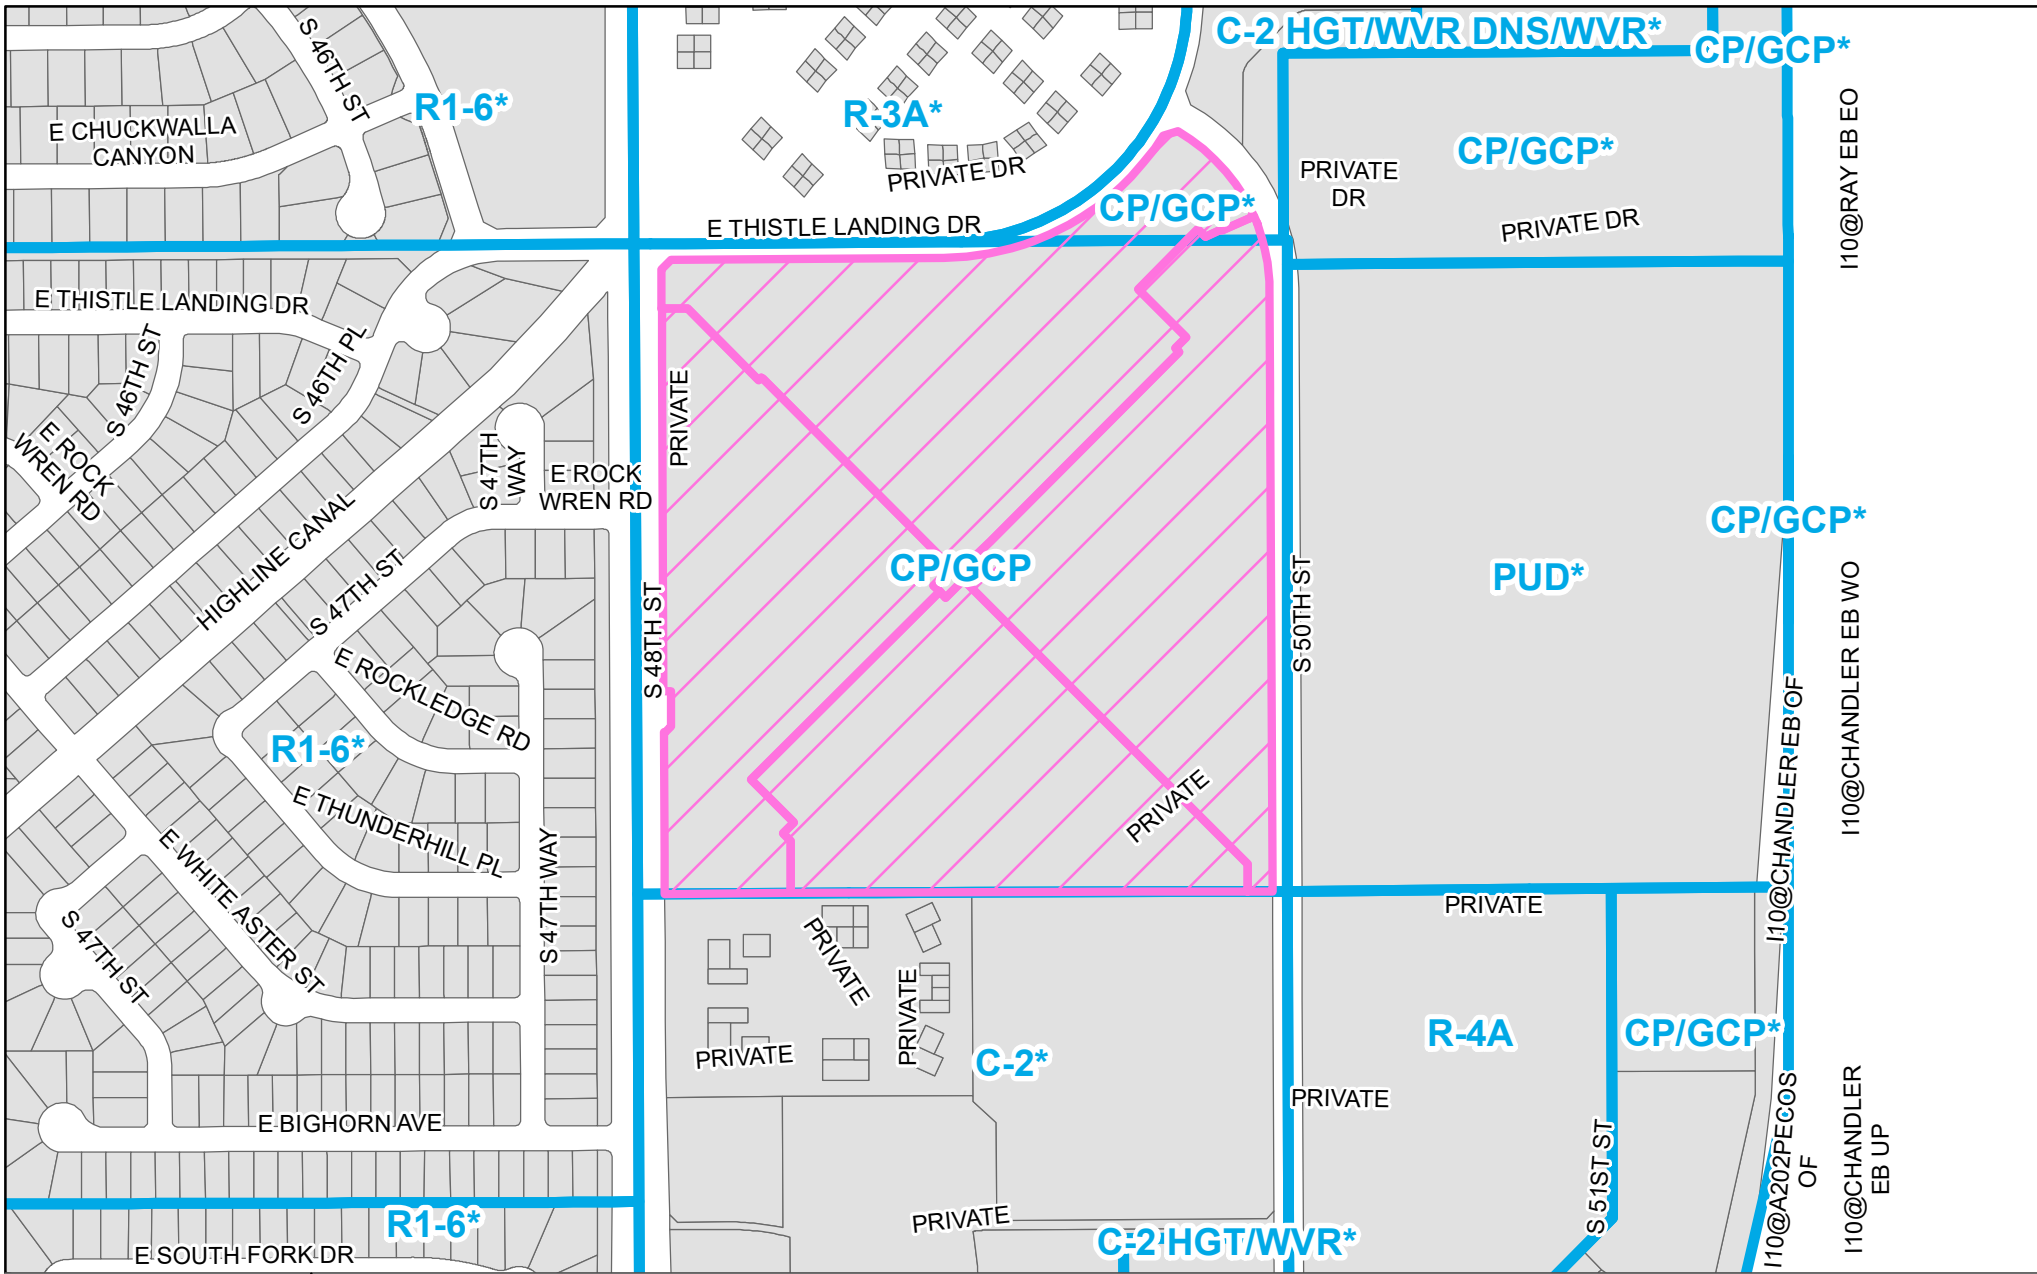 C-2 HGT/WVR DNS/WVR*
CP/GCP*
S 46TH ST
R1-6*
R-3A*
E CHUCKWALLA
CANYON
CP/GCP*
PRIVATE
DR
PRIVATE DR
I10@RAY EB EO
PRIVATE DR
CP/GCP*
E THISTLE LANDING DR
E THISTLE LANDING DR
S 46TH ST
S 46TH PL
PRIVATE
E ROCK
WREN RD
S 47TH
WAY
E ROCK
WREN RD
HIGHLINE CANAL
S 47TH ST
CP/GCP
S 48TH ST
S 50TH ST
PUD*
CP/GCP*
I10@CHANDLER EB WO
E ROCKLEDGE RD
R1-6*
E THUNDERHILL PL
PRIVATE
I10@CHANDLER EB OF
E WHITE ASTER ST
S 47TH WAY
S 47TH ST
PRIVATE
PRIVATE
PRIVATE
PRIVATE
C-2*
R-4A
CP/GCP*
PRIVATE
E BIGHORN AVE
S 51ST ST
I10@A202PECOS
OF
I10@CHANDLER
EB UP
R1-6*
PRIVATE
C-2 HGT/WVR*
E SOUTH FORK DR